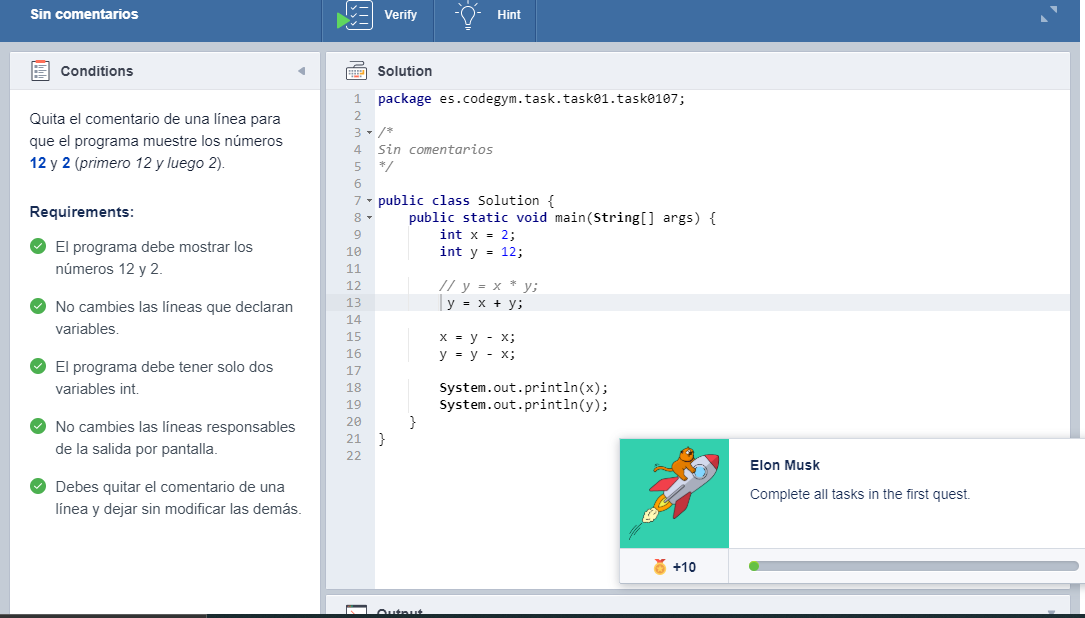 Sin comentarios
Verify
Hint
Conditions
Solution
Quita el comentario de una línea para
que el programa muestre los números
12 y 2 (primero 12 y luego 2).
Requirements:
El programa debe mostrar los
números 12 y 2.
No cambies las líneas que declaran
variables.
El programa debe tener solo dos
variables int.
No cambies las líneas responsables
de la salida por pantalla.
Debes quitar el comentario de una
línea y dejar sin modificar las demás.
1 package es.codegym.task.task01.task0107;
2
3 /*
4 Sin comentarios
5 */
6
7 public class Solution {
8 public static void main(String[] args) {
9 int x = 2;
10 int y = 12;
11
12 // y = x * y;
13 y = x + y;
14
15 x = y - x;
16 y = y - x;
17
18 System.out.println(x);
19 System.out.println(y);
20 }
21 }
22
Elon Musk
Complete all tasks in the first quest.
+10
Output